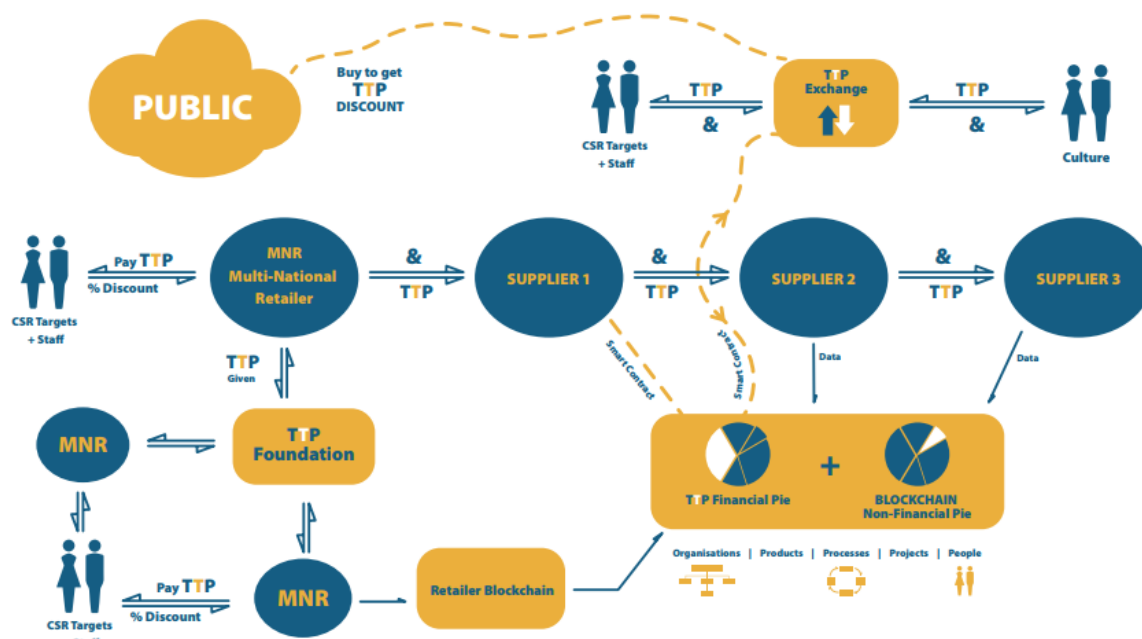 PUBLIC
Buy to get
TTP
DISCOUNT
CSR Targets
+ Staff
TTP
&
TTP
Exchange
TTP
&
Culture
CSR Targets
+ Staff
Pay TTP
% Discount
MNR
Multi-National
Retailer
&
TTP
SUPPLIER 1
&
TTP
SUPPLIER 2
&
TTP
SUPPLIER 3
TTP
Given
Smart Contract
Smart Contract
Data
Data
MNR
TTP
Foundation
TTP Financial Pie
+
BLOCKCHAIN
Non-Financial Pie
Organisations | Products | Processes | Projects | People
CSR Targets
Pay TTP
% Discount
MNR
Retailer Blockchain